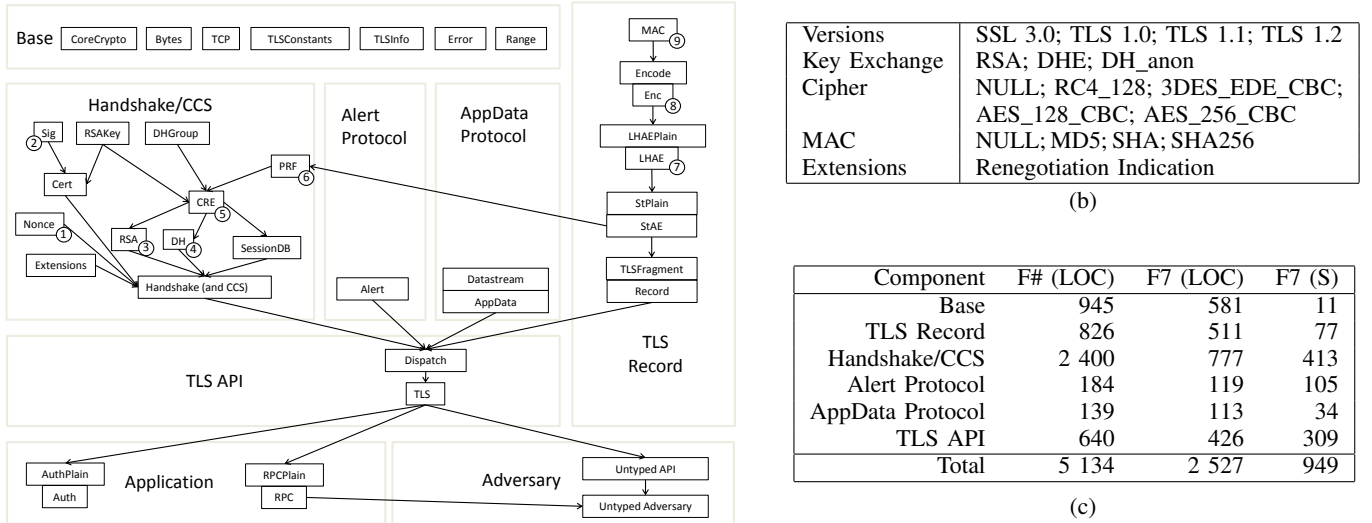 Base
CoreCrypto
Bytes
TCP
TLSConstants
TLSInfo
Error
Range
Handshake/CCS
Sig
2
RSAKey
DHGroup
PRF
6
Cert
CRE
5
Nonce
1
RSA
3
DH
4
SessionDB
Extensions
Handshake (and CCS)
Alert
Protocol
Alert
AppData
Protocol
Datastream
AppData
MAC
9
Encode
Enc
8
LHAEPlain
LHAE
7
StPlain
StAE
TLSFragment
Record
TLS
Record
TLS API
Dispatch
TLS
AuthPlain
Auth
Application
RPCPlain
RPC
Adversary
Untyped API
Untyped Adversary
Versions SSL 3.0; TLS 1.0; TLS 1.1; TLS 1.2
Key Exchange RSA; DHE; DH_anon
Cipher NULL; RC4_128; 3DES_EDE_CBC;
AES_128_CBC; AES_256_CBC
MAC NULL; MD5; SHA; SHA256
Extensions Renegotiation Indication
(b)
Component F# (LOC) F7 (LOC) F7 (S)
Base 945 581 11
TLS Record 826 511 77
Handshake/CCS 2 400 777 413
Alert Protocol 184 119 105
AppData Protocol 139 113 34
TLS API 640 426 309
Total 5 134 2 527 949
(c)